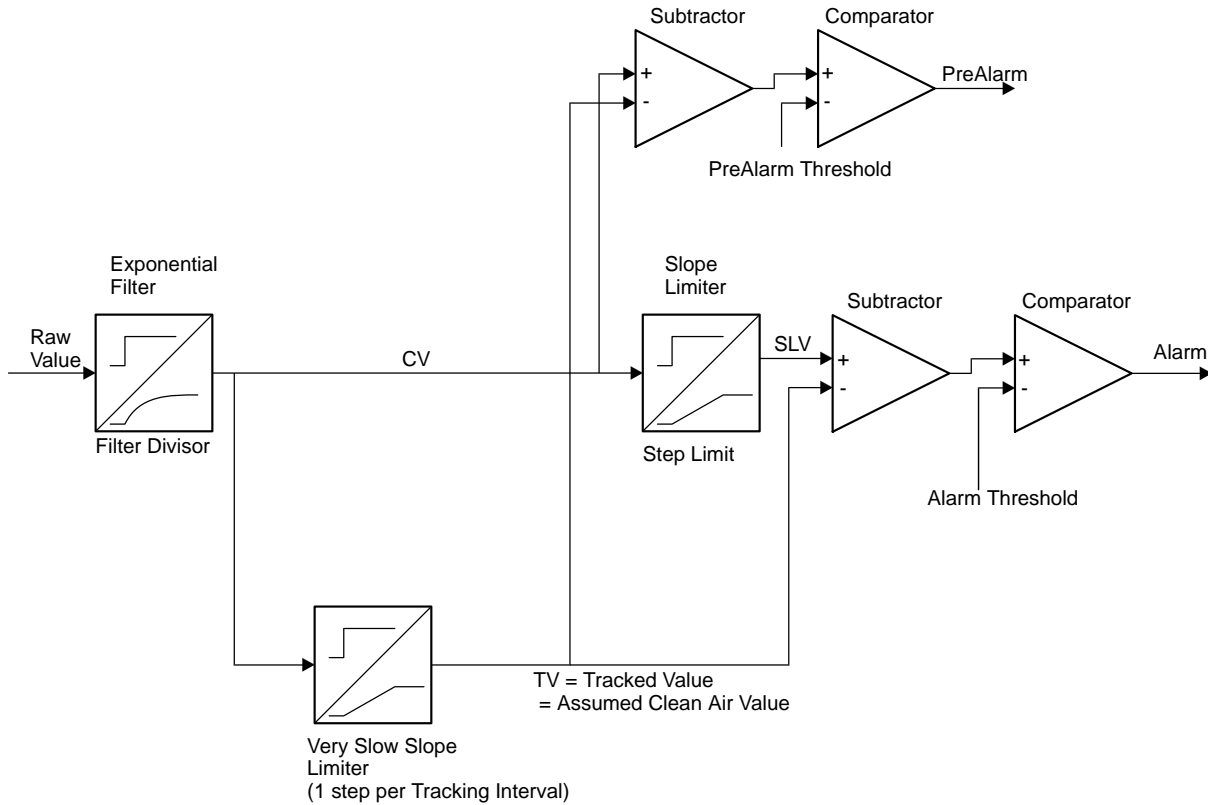 Subtractor
Comparator
+
-
+
-
PreAlarm
PreAlarm Threshold
Exponential
Filter
Slope
Limiter
Subtractor
Comparator
Raw
Value
CV
SLV
+
-
+
-
Alarm
Filter Divisor
Step Limit
Alarm Threshold
TV = Tracked Value
= Assumed Clean Air Value
Very Slow Slope
Limiter
(1 step per Tracking Interval)